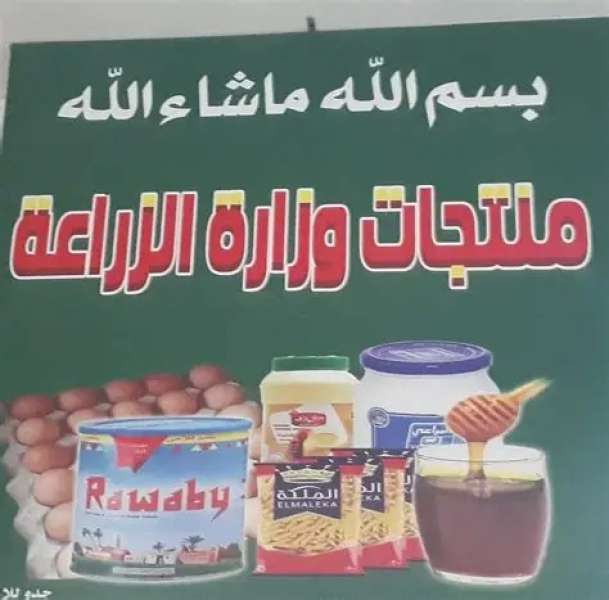 بسم الله ماشاء الله
منتجات وزارة الزراعة
Rawaby
الملكة
ELMALEKA